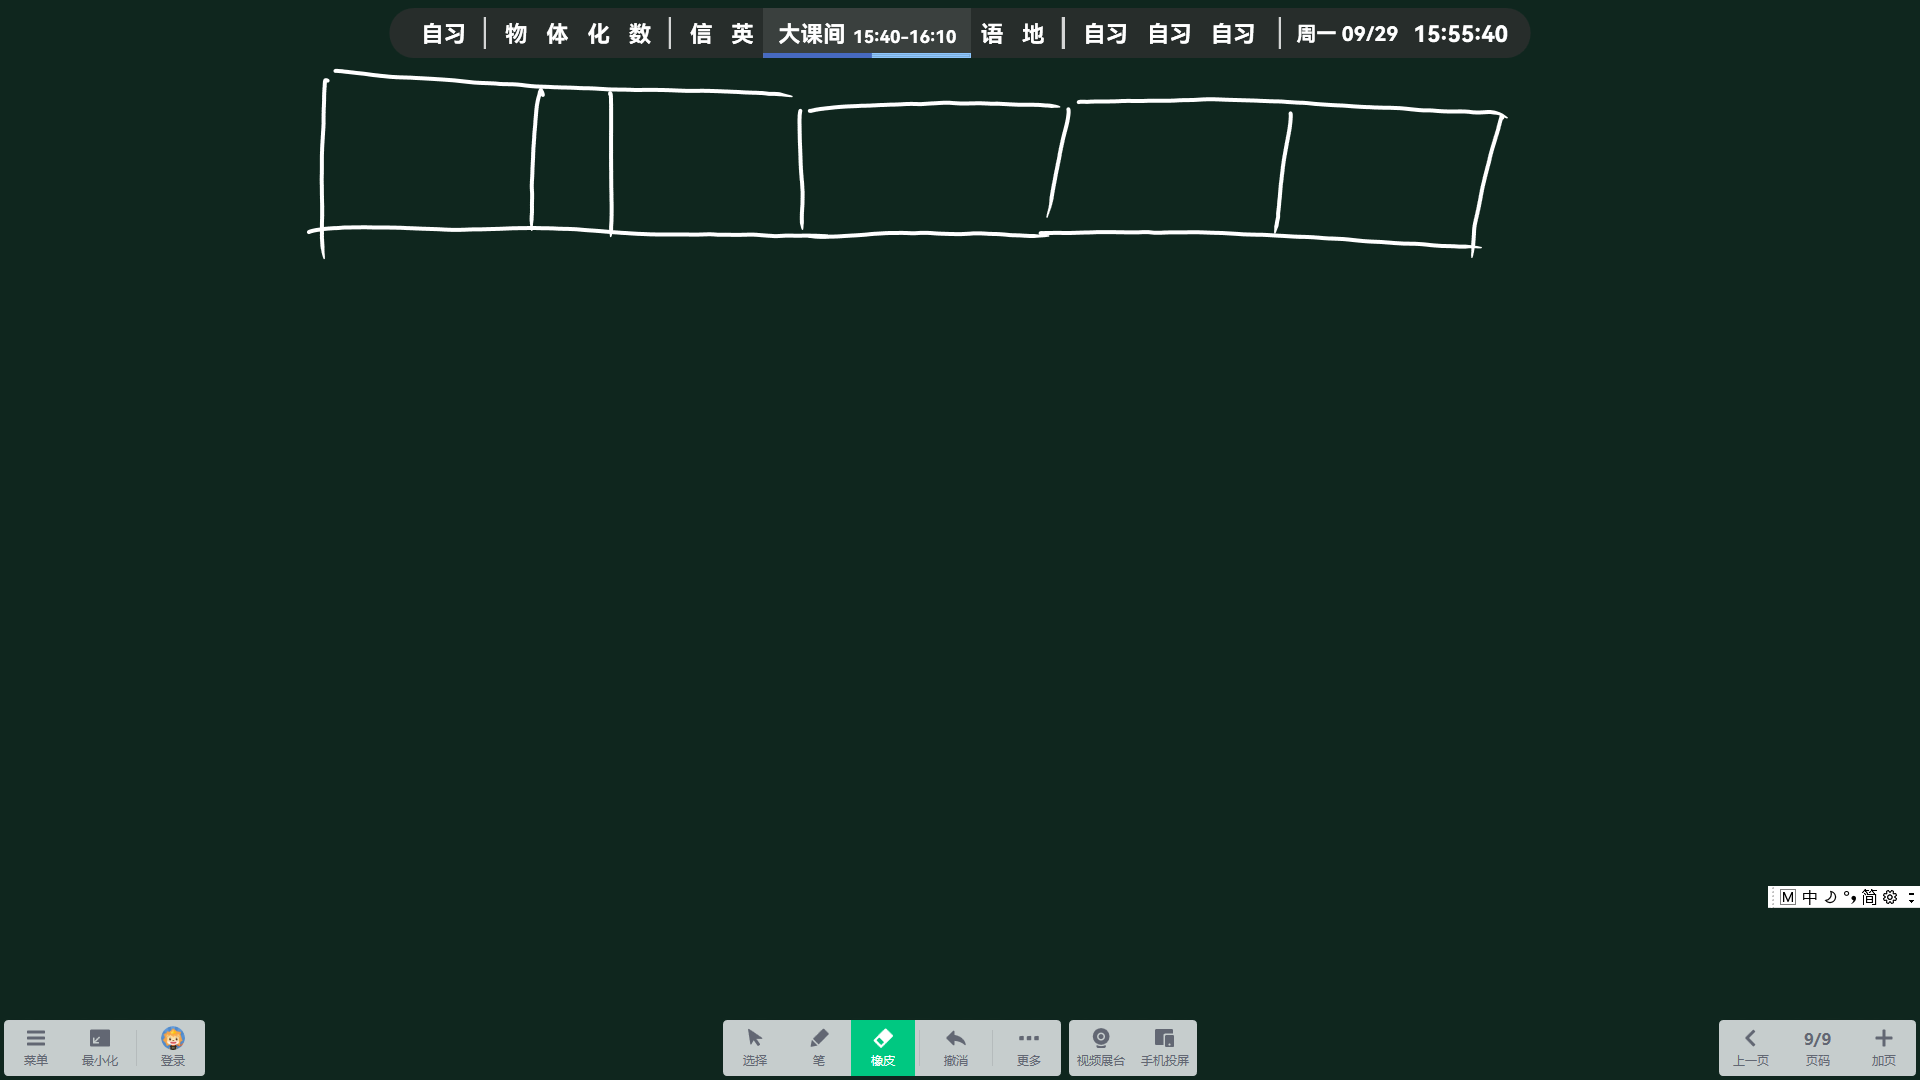 自习 物 体 化 数 信 英 大课间 15:40-16:10 语 地 自习 自习 自习 周一 09/29 15:55:40
M 中 简
菜单 最小化 登录 选择 笔 橡皮 撤消 更多 视频展台 手机投屏 上一页 9/9 页码 加页